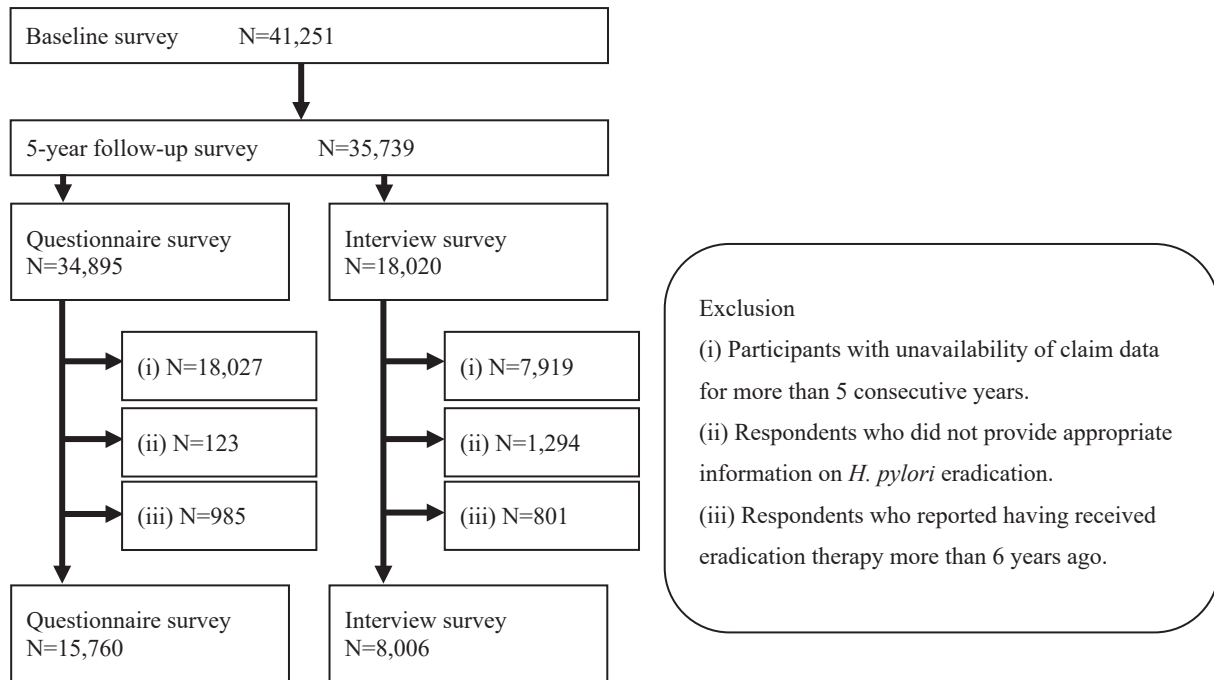 Baseline survey N=41,251
5-year follow-up survey N=35,739
Questionnaire survey
N=34,895
Interview survey
N=18,020
(i) N=18,027
(ii) N=123
(iii) N=985
(i) N=7,919
(ii) N=1,294
(iii) N=801
Questionnaire survey
N=15,760
Interview survey
N=8,006
Exclusion
(i) Participants with unavailability of claim data
for more than 5 consecutive years.
(ii) Respondents who did not provide appropriate
information on H. pylori eradication.
(iii) Respondents who reported having received
eradication therapy more than 6 years ago.